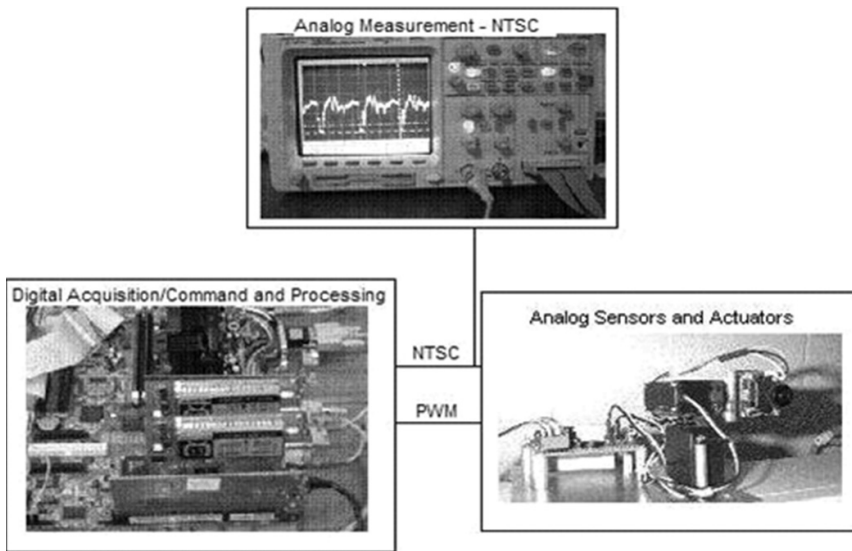 Analog Measurement - NTSC
Digital Acquisition/Command and Processing
Analog Sensors and Actuators
NTSC
PWM